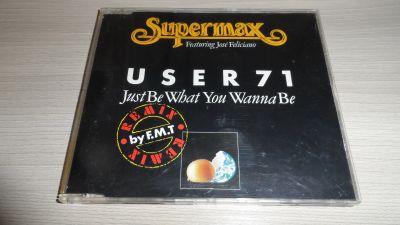 Supermax
Featuring José Feliciano
USER 71
Just Be What You Wanna Be
REMIX
by F.M.T
REMIX